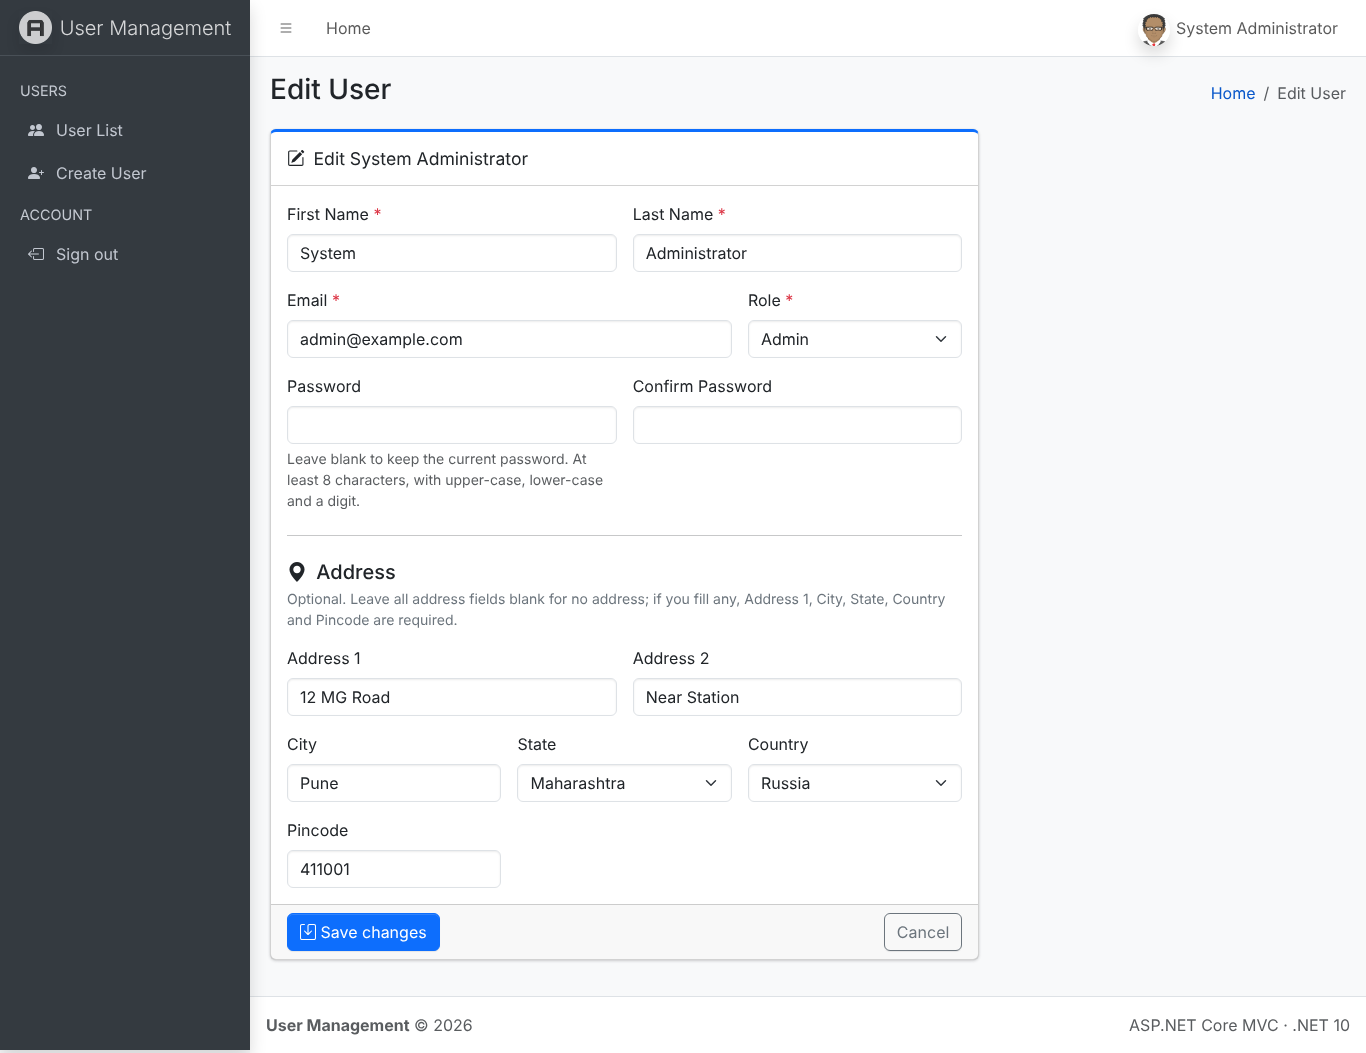 User Management
Home
System Administrator
USERS
User List
Create User
ACCOUNT
Sign out
Edit User
Home / Edit User
Edit System Administrator
First Name *
Last Name *
System
Administrator
Email *
Role *
admin@example.com
Admin
Password
Confirm Password
Leave blank to keep the current password. At
least 8 characters, with upper-case, lower-case
and a digit.
Address
Optional. Leave all address fields blank for no address; if you fill any, Address 1, City, State, Country
and Pincode are required.
Address 1
Address 2
12 MG Road
Near Station
City
State
Country
Pune
Maharashtra
Russia
Pincode
411001
Save changes
Cancel
User Management © 2026
ASP.NET Core MVC · .NET 10